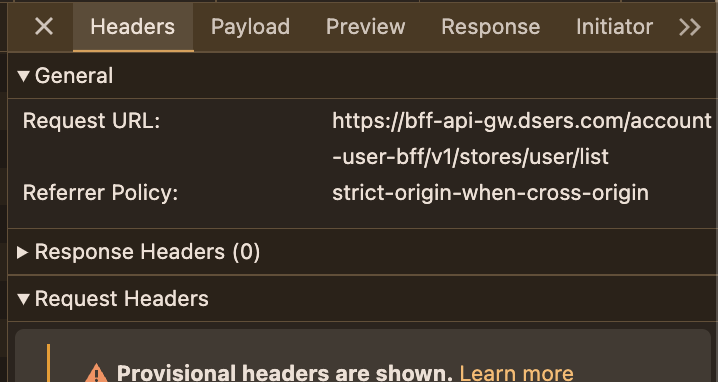 Headers Payload Preview Response Initiator
General
Request URL: https://bff-api-gw.dsers.com/account
-user-bff/v1/stores/user/list
Referrer Policy: strict-origin-when-cross-origin
Response Headers (0)
Request Headers
Provisional headers are shown. Learn more